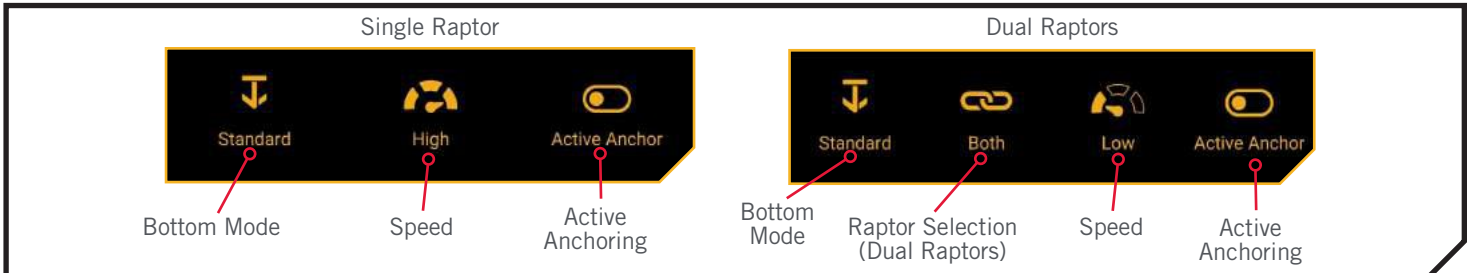 Single Raptor
Dual Raptors
Standard
High
Active Anchor
Standard
Both
Low
Active Anchor
Bottom Mode
Speed
Active
Anchoring
Bottom
Mode
Raptor Selection
(Dual Raptors)
Speed
Active
Anchoring